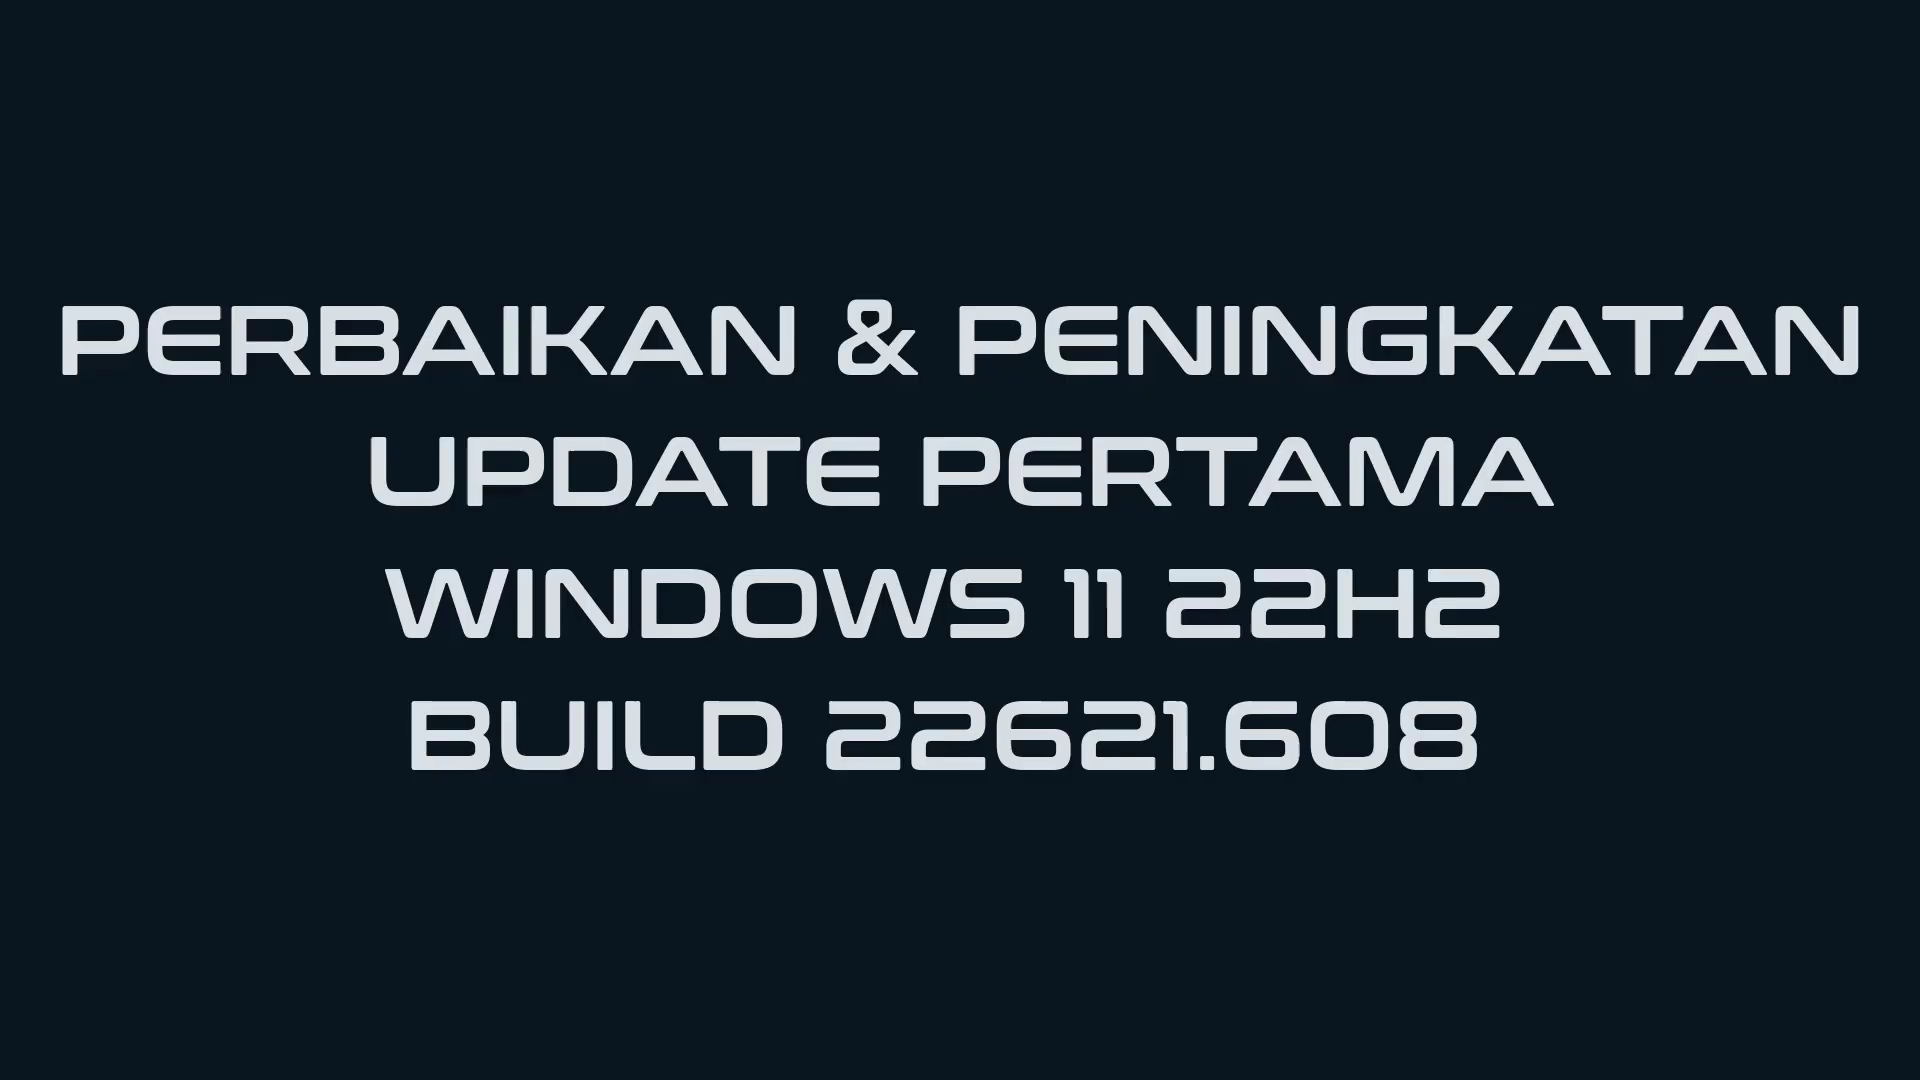 PERBAIKAN & PENINGKATAN
UPDATE PERTAMA
WINDOWS 11 22H2
BUILD 22621.608